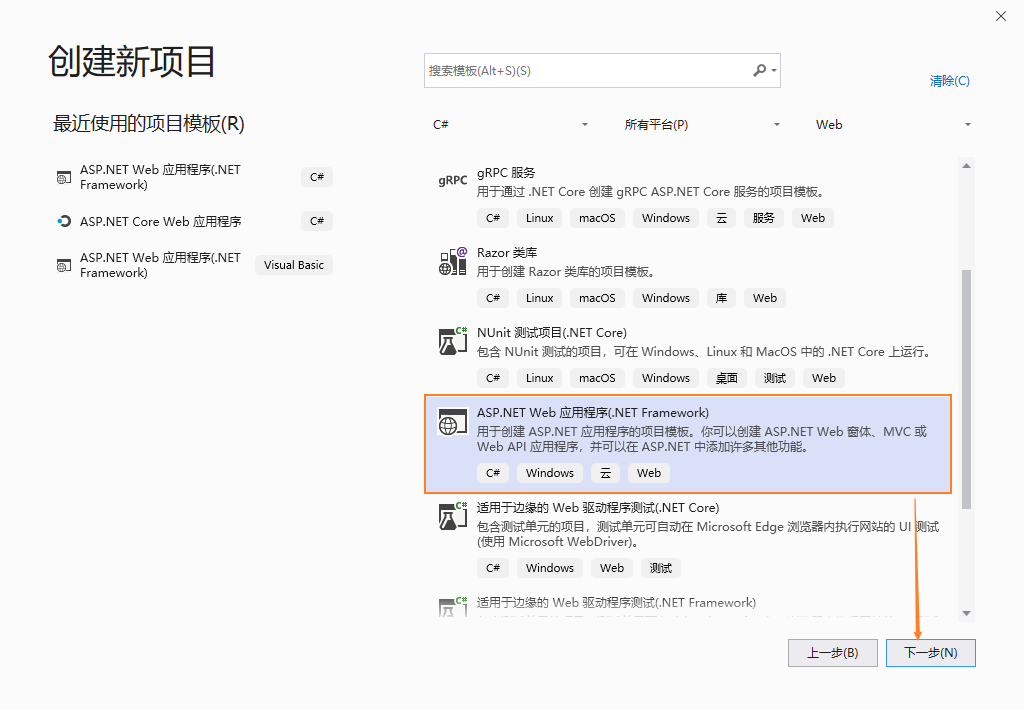 创建新项目
最近使用的项目模板(R)
ASP.NET Web 应用程序(.NET
Framework)
C#
ASP.NET Core Web 应用程序
C#
ASP.NET Web 应用程序(.NET
Framework)
Visual Basic
搜索模板(Alt+S)(S)
清除(C)
C#
所有平台(P)
Web
gRPC
gRPC 服务
用于通过 .NET Core 创建 gRPC ASP.NET Core 服务的项目模板。
C# Linux macOS Windows 云 服务 Web
Razor 类库
用于创建 Razor 类库的项目模板。
C# Linux macOS Windows 库 Web
NUnit 测试项目(.NET Core)
包含 NUnit 测试的项目，可在 Windows、Linux 和 MacOS 中的 .NET Core 上运行。
C# Linux macOS Windows 桌面 测试 Web
ASP.NET Web 应用程序(.NET Framework)
用于创建 ASP.NET 应用程序的项目模板。你可以创建 ASP.NET Web 窗体、MVC 或
Web API 应用程序，并可以在 ASP.NET 中添加许多其他功能。
C# Windows 云 Web
适用于边缘的 Web 驱动程序测试(.NET Core)
包含测试单元的项目，测试单元可自动在 Microsoft Edge 浏览器内执行网站的 UI 测试
(使用 Microsoft WebDriver)。
C# Windows Web 测试
适用于边缘的 Web 驱动程序测试(.NET Framework)
上一步(B)
下一步(N)